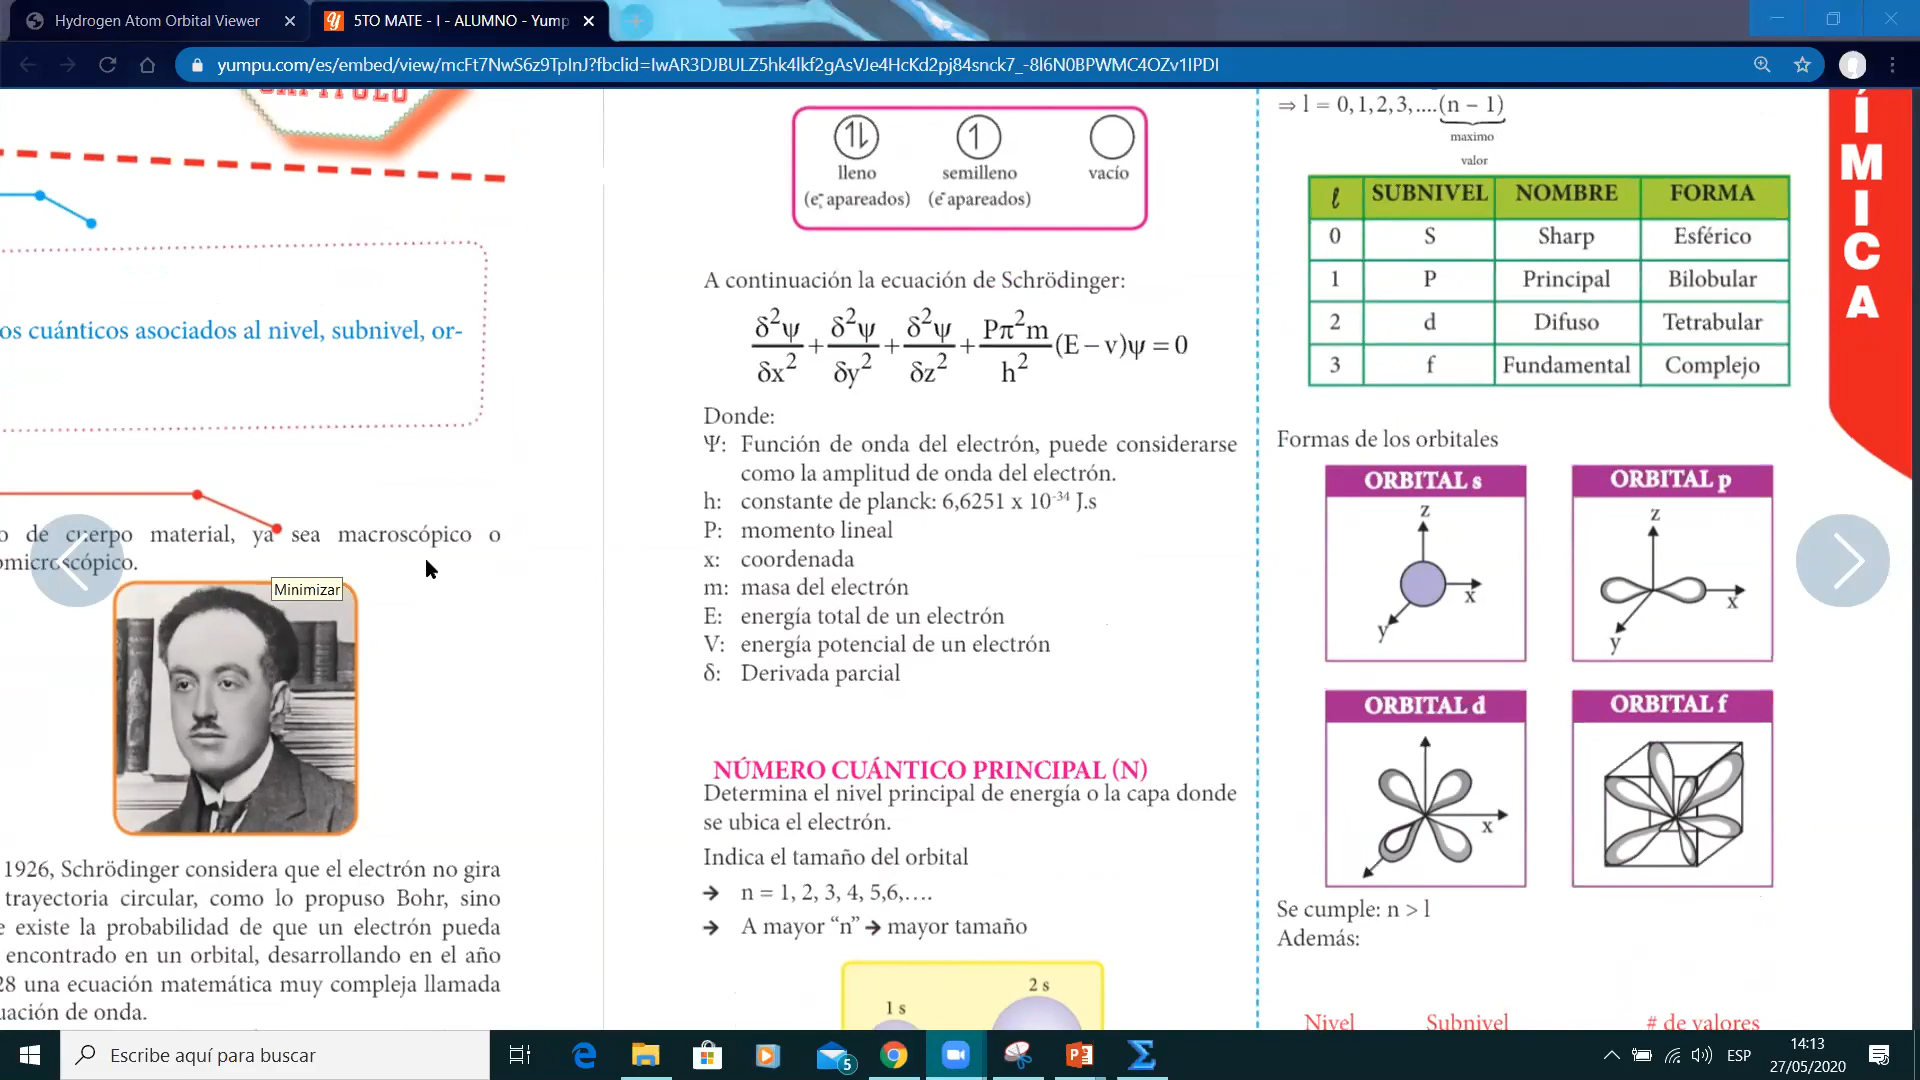 Hydrogen Atom Orbital Viewer
5TO MATE - I - ALUMNO - Yump
yumpu.com/es/embed/view/mcFt7NwS6z9TpInJ?fbclid=IwAR3DJBULZ5hk4lkf2gAsVJe4HcKd2pj84snck7_-8l6N0BPWMC4OZv1IPDI
CAPÍTULO
os cuánticos asociados al nivel, subnivel, or-
o de cuerpo material, ya sea macroscópico o
omicroscópico.
Minimizar
1926, Schrödinger considera que el electrón no gira
trayectoria circular, como lo propuso Bohr, sino
e existe la probabilidad de que un electrón pueda
encontrado en un orbital, desarrollando en el año
28 una ecuación matemática muy compleja llamada
uación de onda.
lleno semilleno vacío
(e⁻ apareados) (e⁻ apareados)
A continuación la ecuación de Schrödinger:
δ²ψ/δx² + δ²ψ/δy² + δ²ψ/δz² + Pπ²m/h² (E − v)ψ = 0
Donde:
Ψ: Función de onda del electrón, puede considerarse
como la amplitud de onda del electrón.
h: constante de planck: 6,6251 x 10⁻³⁴ J.s
P: momento lineal
x: coordenada
m: masa del electrón
E: energía total de un electrón
V: energía potencial de un electrón
δ: Derivada parcial
NÚMERO CUÁNTICO PRINCIPAL (N)
Determina el nivel principal de energía o la capa donde
se ubica el electrón.
Indica el tamaño del orbital
➔ n = 1, 2, 3, 4, 5,6,….
➔ A mayor “n” ➔ mayor tamaño
1 s 2 s
⇒ l = 0,1,2,3,....(n − 1)
maximo
valor
ℓ SUBNIVEL NOMBRE FORMA
0 S Sharp Esférico
1 P Principal Bilobular
2 d Difuso Tetrabular
3 f Fundamental Complejo
Formas de los orbitales
ORBITAL s
z
x
y
ORBITAL p
z
x
y
ORBITAL d
x
ORBITAL f
Se cumple: n > l
Además:
Nivel Subnivel # de valores
ÍMICA
Escribe aquí para buscar
5
ESP
14:13
27/05/2020